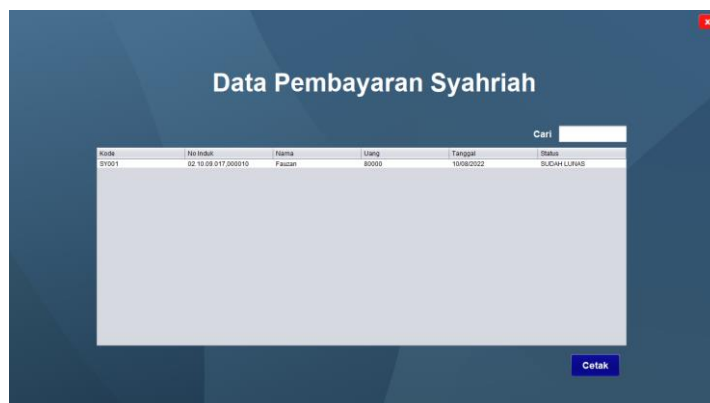 x
Data Pembayaran Syahriah
Cari
Kode No Induk Nama Uang Tanggal Status
SY001 02.10.09.017,000010 Fauzan 80000 10/08/2022 SUDAH LUNAS
Cetak